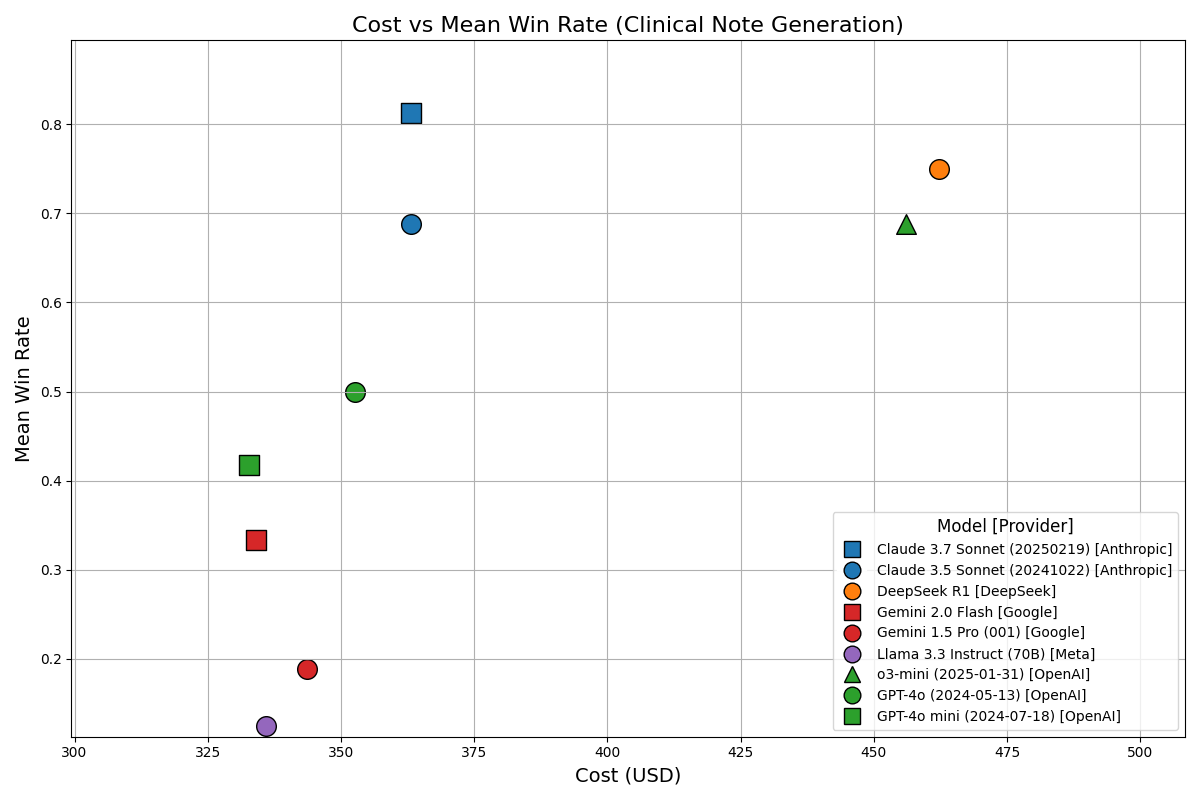 Cost vs Mean Win Rate (Clinical Note Generation)
Mean Win Rate
0.8
0.7
0.6
0.5
0.4
0.3
0.2
300 325 350 375 400 425 450 475 500
Cost (USD)
Model [Provider]
Claude 3.7 Sonnet (20250219) [Anthropic]
Claude 3.5 Sonnet (20241022) [Anthropic]
DeepSeek R1 [DeepSeek]
Gemini 2.0 Flash [Google]
Gemini 1.5 Pro (001) [Google]
Llama 3.3 Instruct (70B) [Meta]
o3-mini (2025-01-31) [OpenAI]
GPT-4o (2024-05-13) [OpenAI]
GPT-4o mini (2024-07-18) [OpenAI]